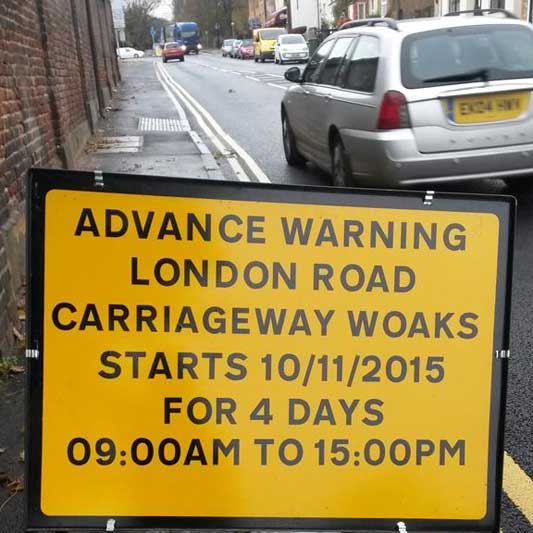 ADVANCE WARNING
LONDON ROAD
CARRIAGEWAY WOAKS
STARTS 10/11/2015
FOR 4 DAYS
09:00AM TO 15:00PM